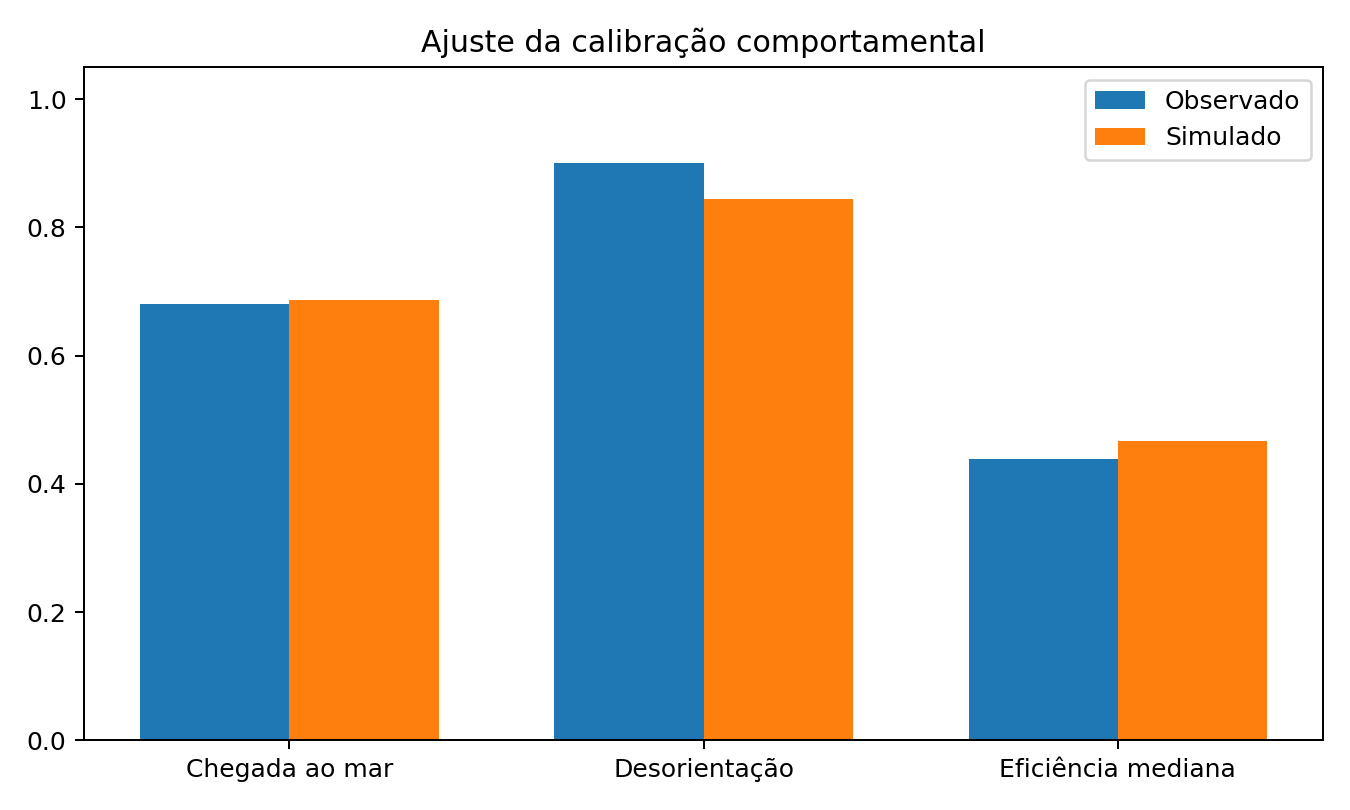 Ajuste da calibração comportamental
Observado
Simulado
1.0
0.8
0.6
0.4
0.2
0.0
Chegada ao mar
Desorientação
Eficiência mediana